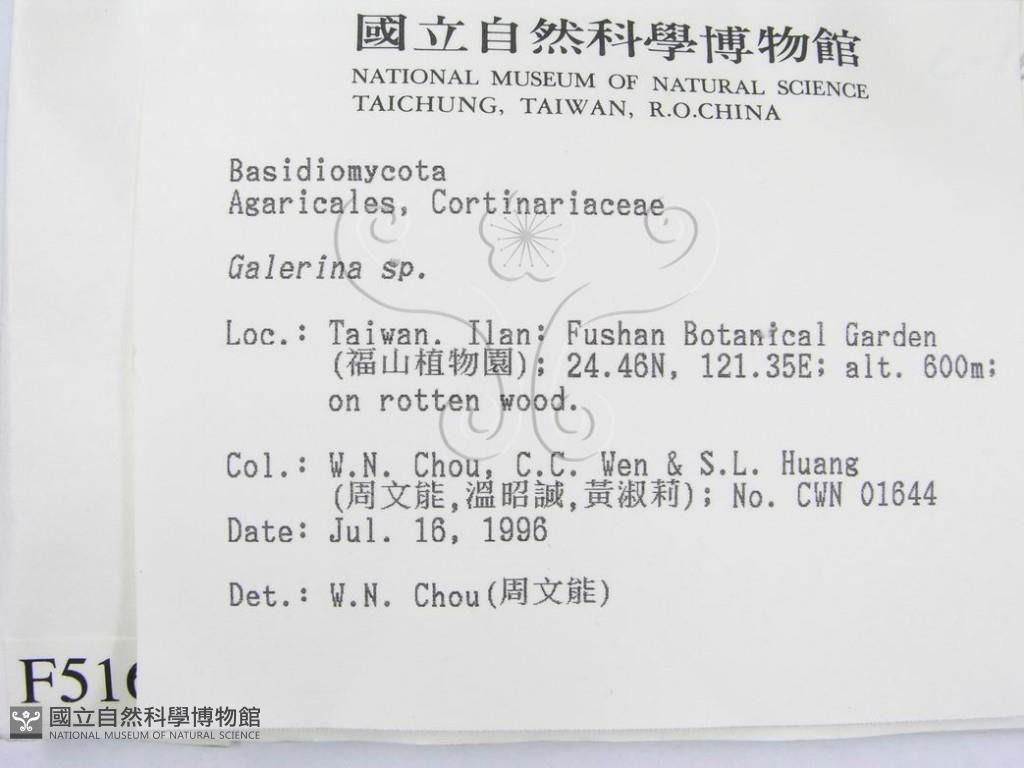 國立自然科學博物館
NATIONAL MUSEUM OF NATURAL SCIENCE
TAICHUNG, TAIWAN, R.O.CHINA
Basidiomycota
Agaricales, Cortinariaceae
Galerina sp.
Loc.: Taiwan. Ilan: Fushan Botanical Garden
(福山植物園); 24.46N, 121.35E; alt. 600m;
on rotten wood.
Col.: W.N. Chou, C.C. Wen & S.L. Huang
(周文能,溫昭誠,黃淑莉); No. CWN 01644
Date: Jul. 16, 1996
Det.: W.N. Chou(周文能)
F516
國立自然科學博物館
NATIONAL MUSEUM OF NATURAL SCIENCE